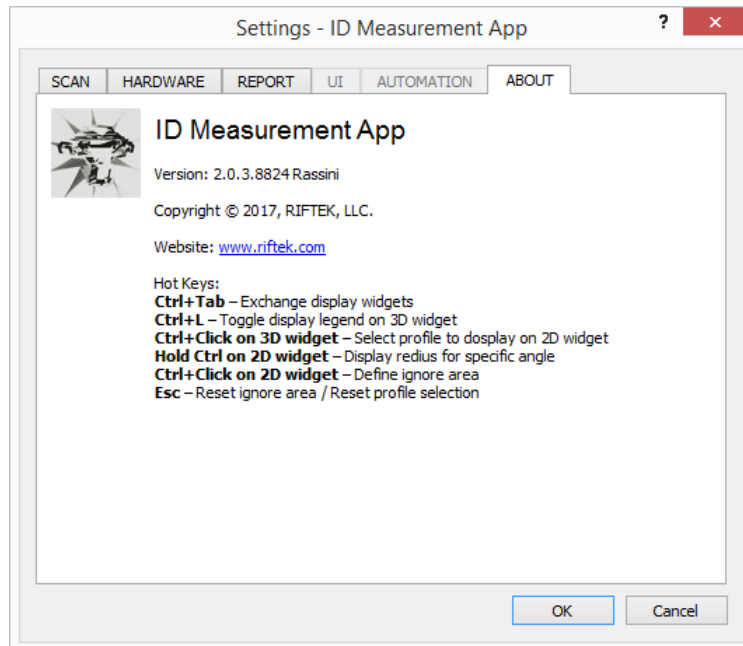 Settings - ID Measurement App
?
×
SCAN
HARDWARE
REPORT
UI
AUTOMATION
ABOUT
ID Measurement App
Version: 2.0.3.8824 Rassini
Copyright © 2017, RIFTEK, LLC.
Website: www.riftek.com
Hot Keys:
Ctrl+Tab – Exchange display widgets
Ctrl+L – Toggle display legend on 3D widget
Ctrl+Click on 3D widget – Select profile to dosplay on 2D widget
Hold Ctrl on 2D widget – Display redius for specific angle
Ctrl+Click on 2D widget – Define ignore area
Esc – Reset ignore area / Reset profile selection
OK
Cancel